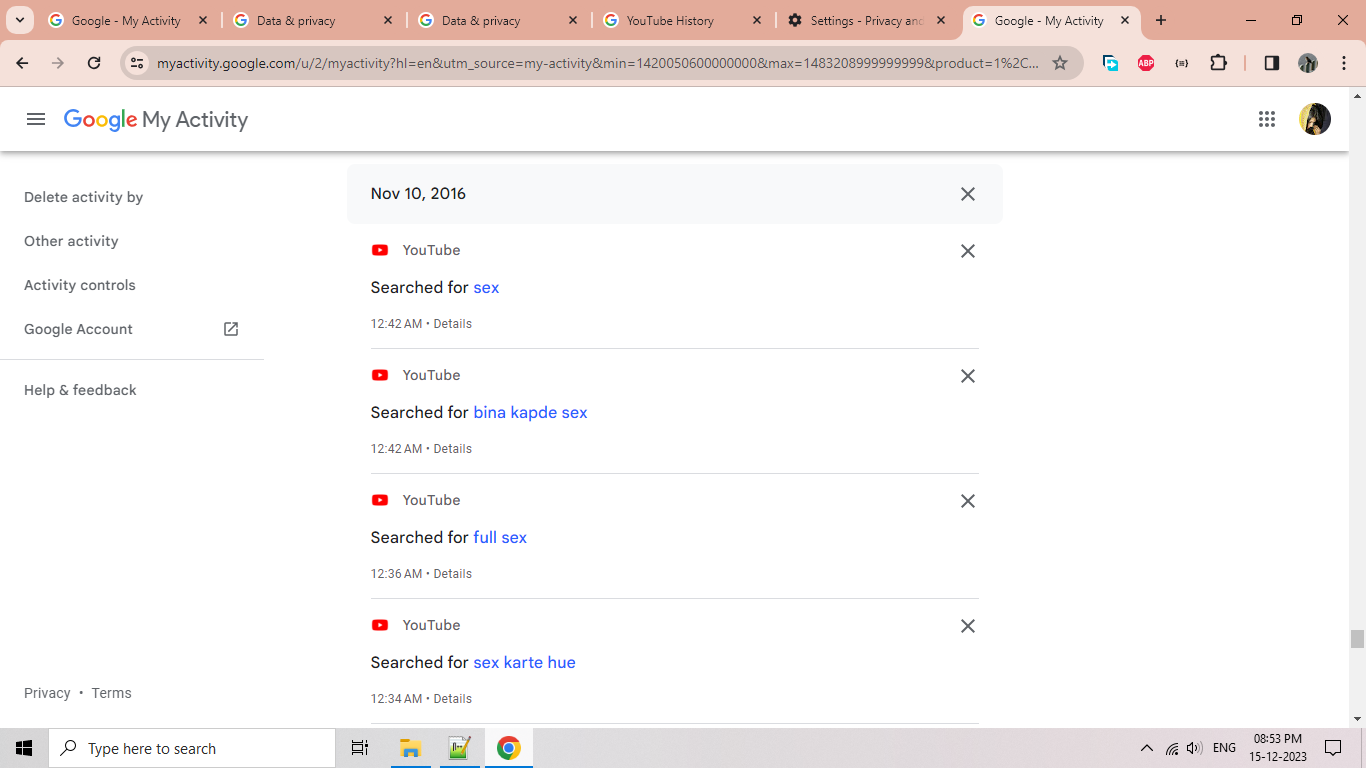 Google - My Activity
Data & privacy
Data & privacy
YouTube History
Settings - Privacy and
Google - My Activity
myactivity.google.com/u/2/myactivity?hl=en&utm_source=my-activity&min=1420050600000000&max=1483208999999999&product=1%2C...
ABP
Google My Activity
Delete activity by
Other activity
Activity controls
Google Account
Help & feedback
Privacy • Terms
Nov 10, 2016
YouTube
Searched for sex
12:42 AM • Details
YouTube
Searched for bina kapde sex
12:42 AM • Details
YouTube
Searched for full sex
12:36 AM • Details
YouTube
Searched for sex karte hue
12:34 AM • Details
Type here to search
ENG
08:53 PM
15-12-2023